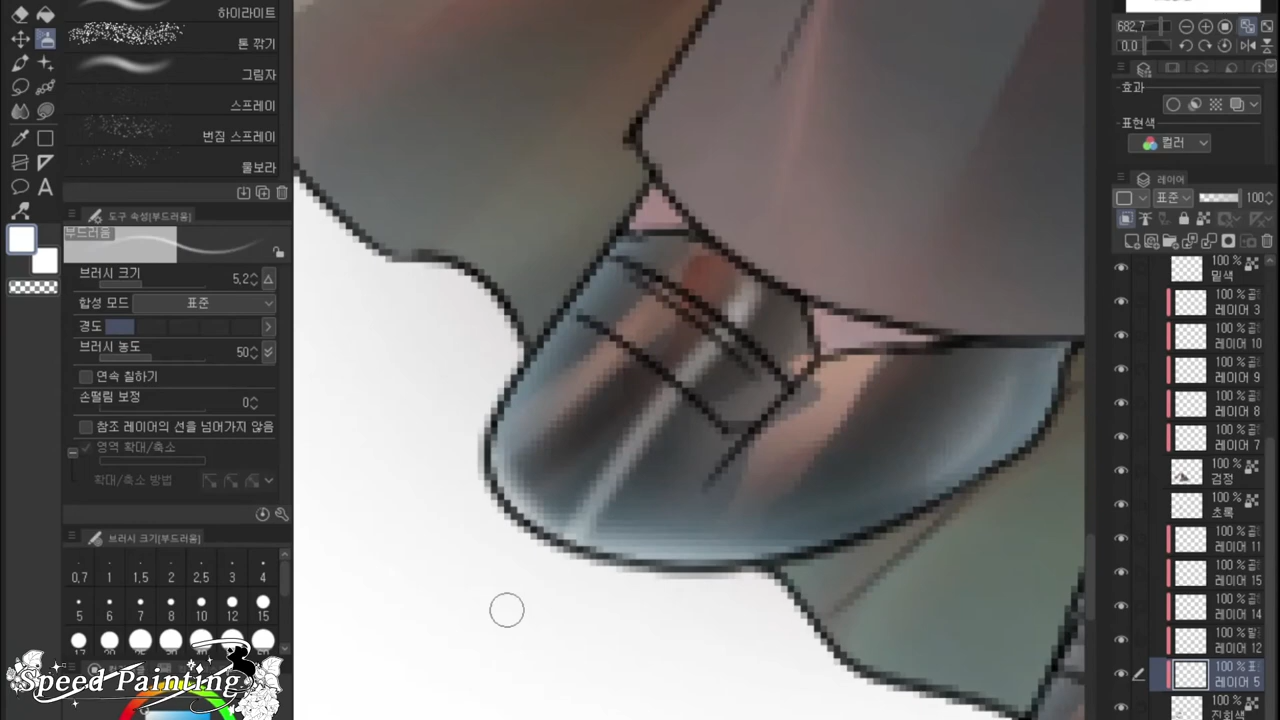 하이라이트
톤 깎기
그림자
스프레이
번짐 스프레이
물보라
도구 속성[부드러움]
부드러움
브러시 크기
5,2
합성 모드
표준
경도
브러시 농도
50
연속 칠하기
손떨림 보정
0
참조 레이어의 선을 넘어가지 않음
영역 확대/축소
확대/축소 방법
브러시 크기[부드러움]
0,7 1 1,5 2 2,5 3 4
5 6 7 8 10 12 15
Speed Painting
682,7
0,0
효과
표현색
컬러
레이어
표준
100
100 %
밑색
100 %
레이어 3
100 %
레이어 10
100 %
레이어 9
100 %
레이어 8
100 %
레이어 7
100 %
검정
100 %
초록
100 %
레이어 11
100 %
레이어 15
100 %
레이어 14
100 %
레이어 12
100 % 표
레이어 5
100 %
진회색